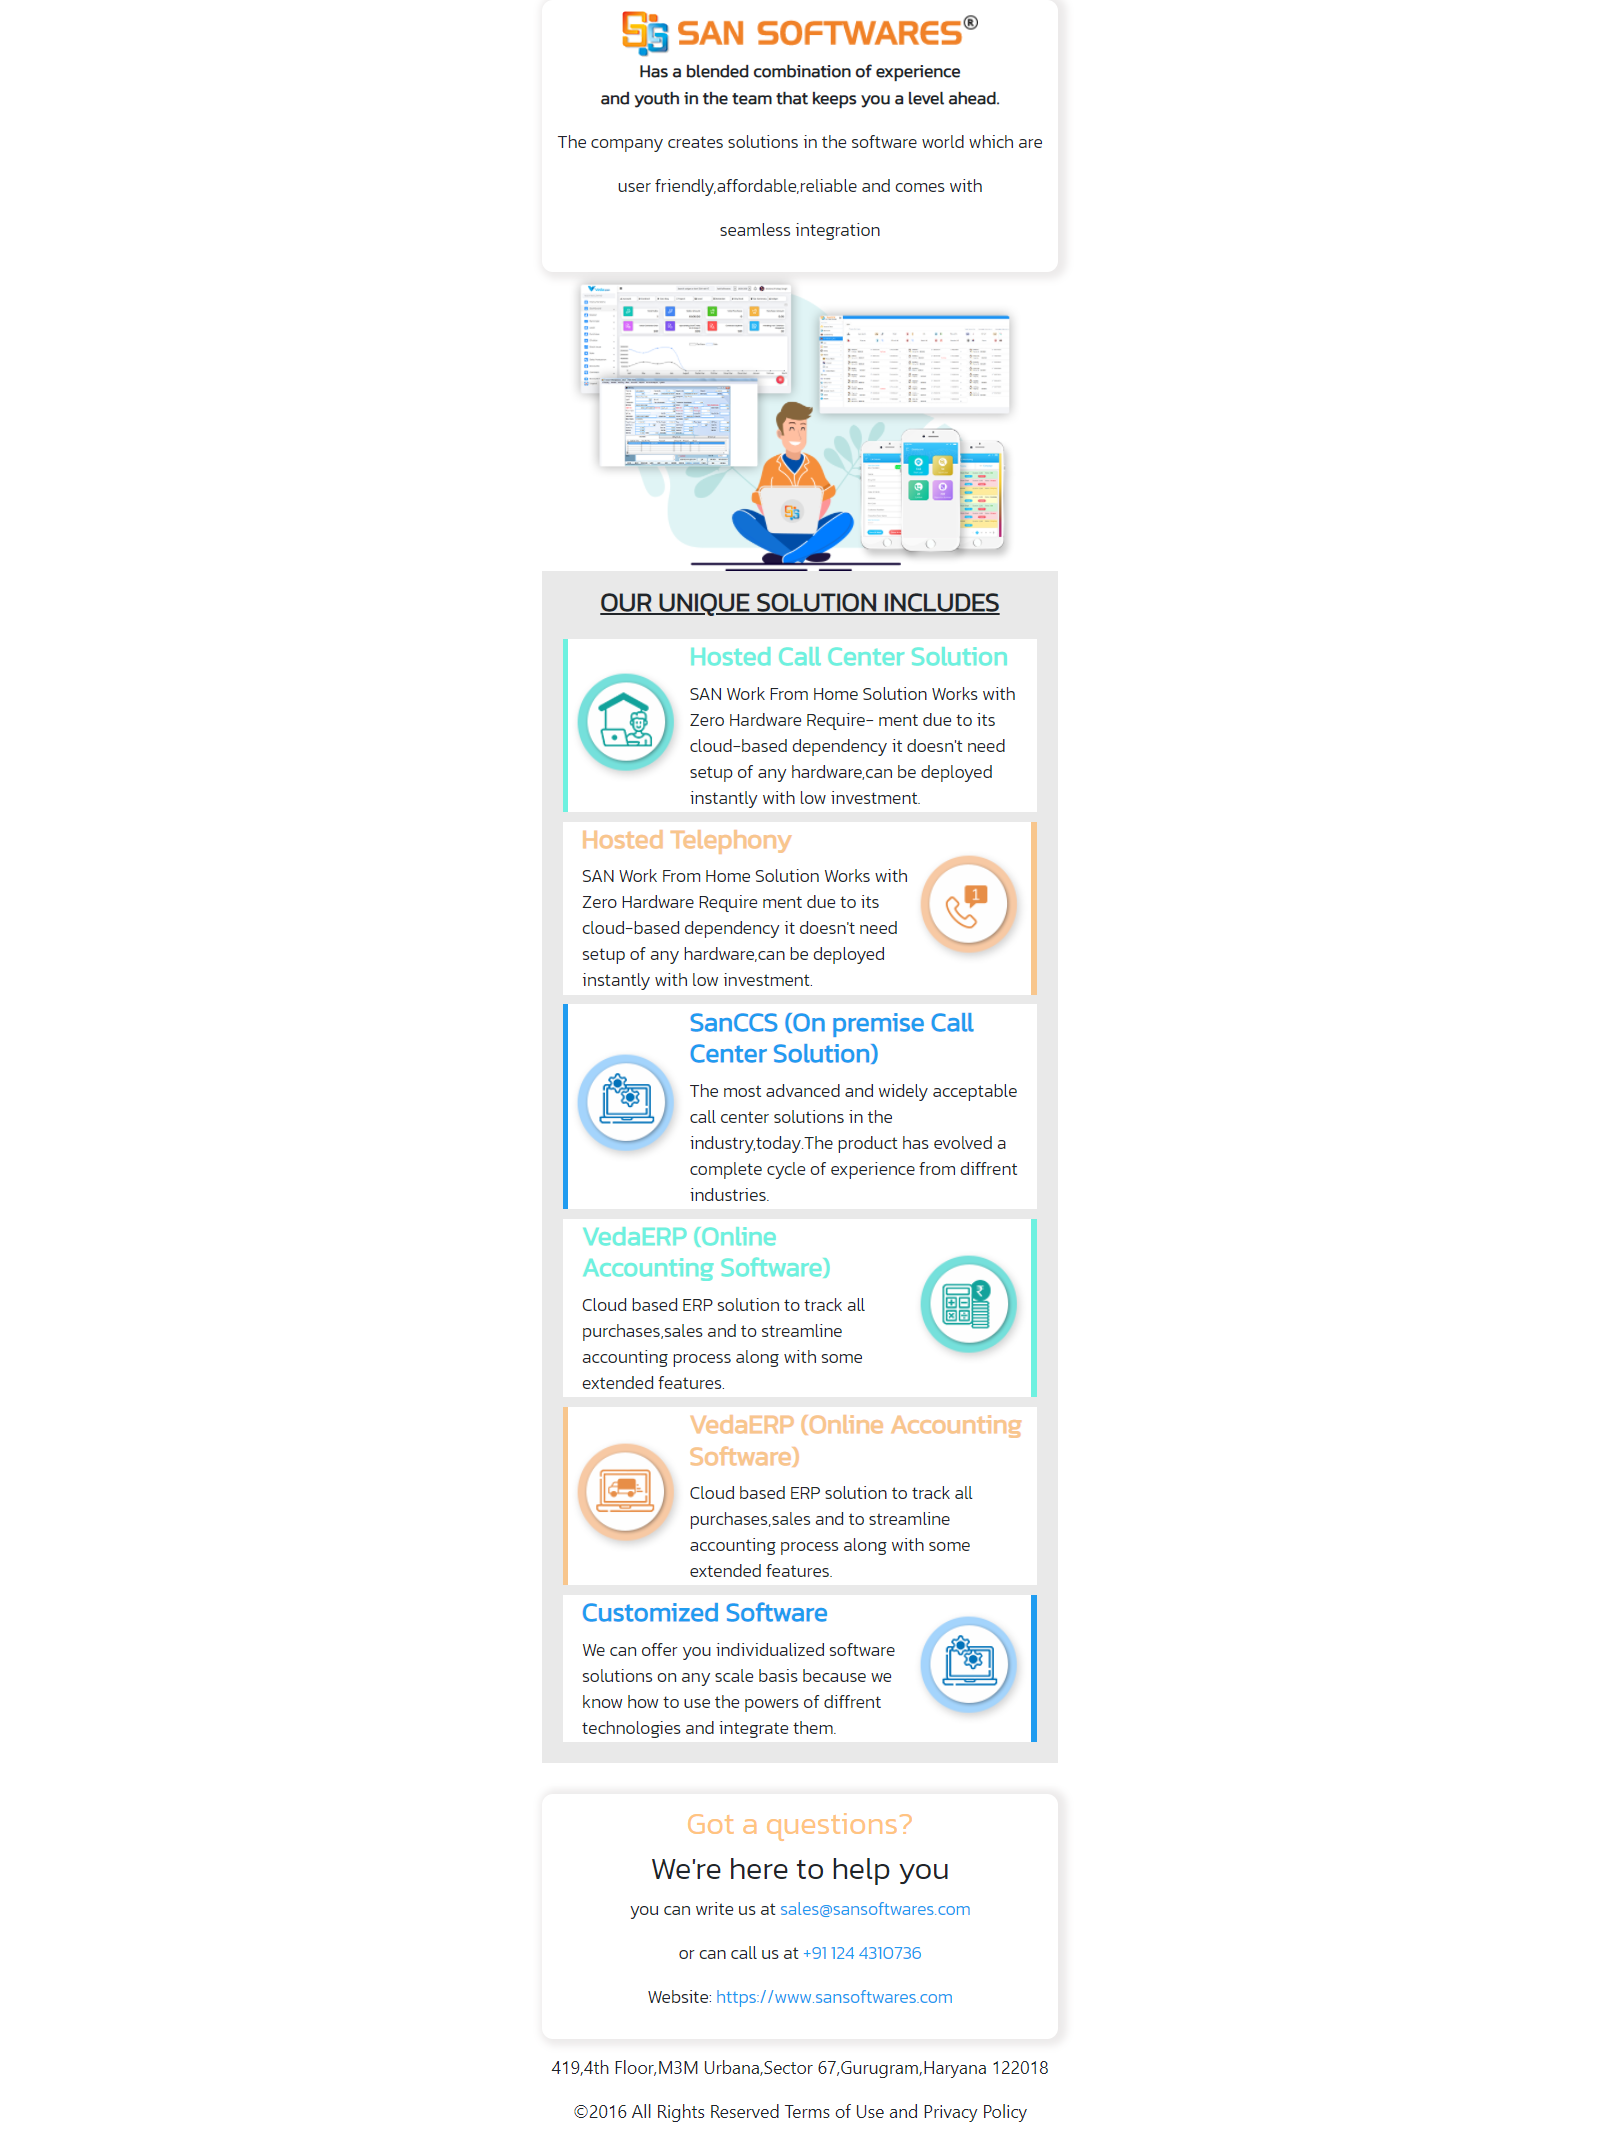 SAN SOFTWARES®
Has a blended combination of experience
and youth in the team that keeps you a level ahead.
The company creates solutions in the software world which are
user friendly,affordable,reliable and comes with
seamless integration
OUR UNIQUE SOLUTION INCLUDES
Hosted Call Center Solution
SAN Work From Home Solution Works with
Zero Hardware Require- ment due to its
cloud-based dependency it doesn't need
setup of any hardware,can be deployed
instantly with low investment.
Hosted Telephony
SAN Work From Home Solution Works with
Zero Hardware Require ment due to its
cloud-based dependency it doesn't need
setup of any hardware,can be deployed
instantly with low investment.
1
SanCCS (On premise Call
Center Solution)
The most advanced and widely acceptable
call center solutions in the
industry,today.The product has evolved a
complete cycle of experience from diffrent
industries.
VedaERP (Online
Accounting Software)
Cloud based ERP solution to track all
purchases,sales and to streamline
accounting process along with some
extended features.
₹
VedaERP (Online Accounting
Software)
Cloud based ERP solution to track all
purchases,sales and to streamline
accounting process along with some
extended features.
Customized Software
We can offer you individualized software
solutions on any scale basis because we
know how to use the powers of diffrent
technologies and integrate them.
Got a questions?
We're here to help you
you can write us at sales@sansoftwares.com
or can call us at +91 124 4310736
Website: https://www.sansoftwares.com
419,4th Floor,M3M Urbana,Sector 67,Gurugram,Haryana 122018
©2016 All Rights Reserved Terms of Use and Privacy Policy